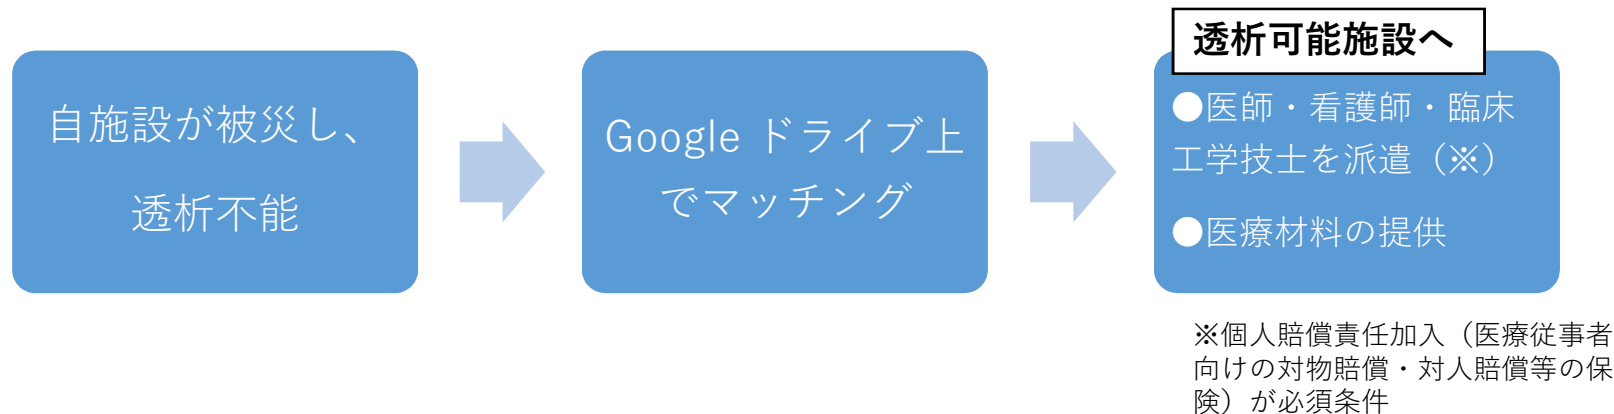 自施設が被災し、
透析不能
Google ドライブ上
でマッチング
透析可能施設へ
●医師・看護師・臨床
工学技士を派遣（※）
●医療材料の提供
※個人賠償責任加入（医療従事者
向けの対物賠償・対人賠償等の保
険）が必須条件